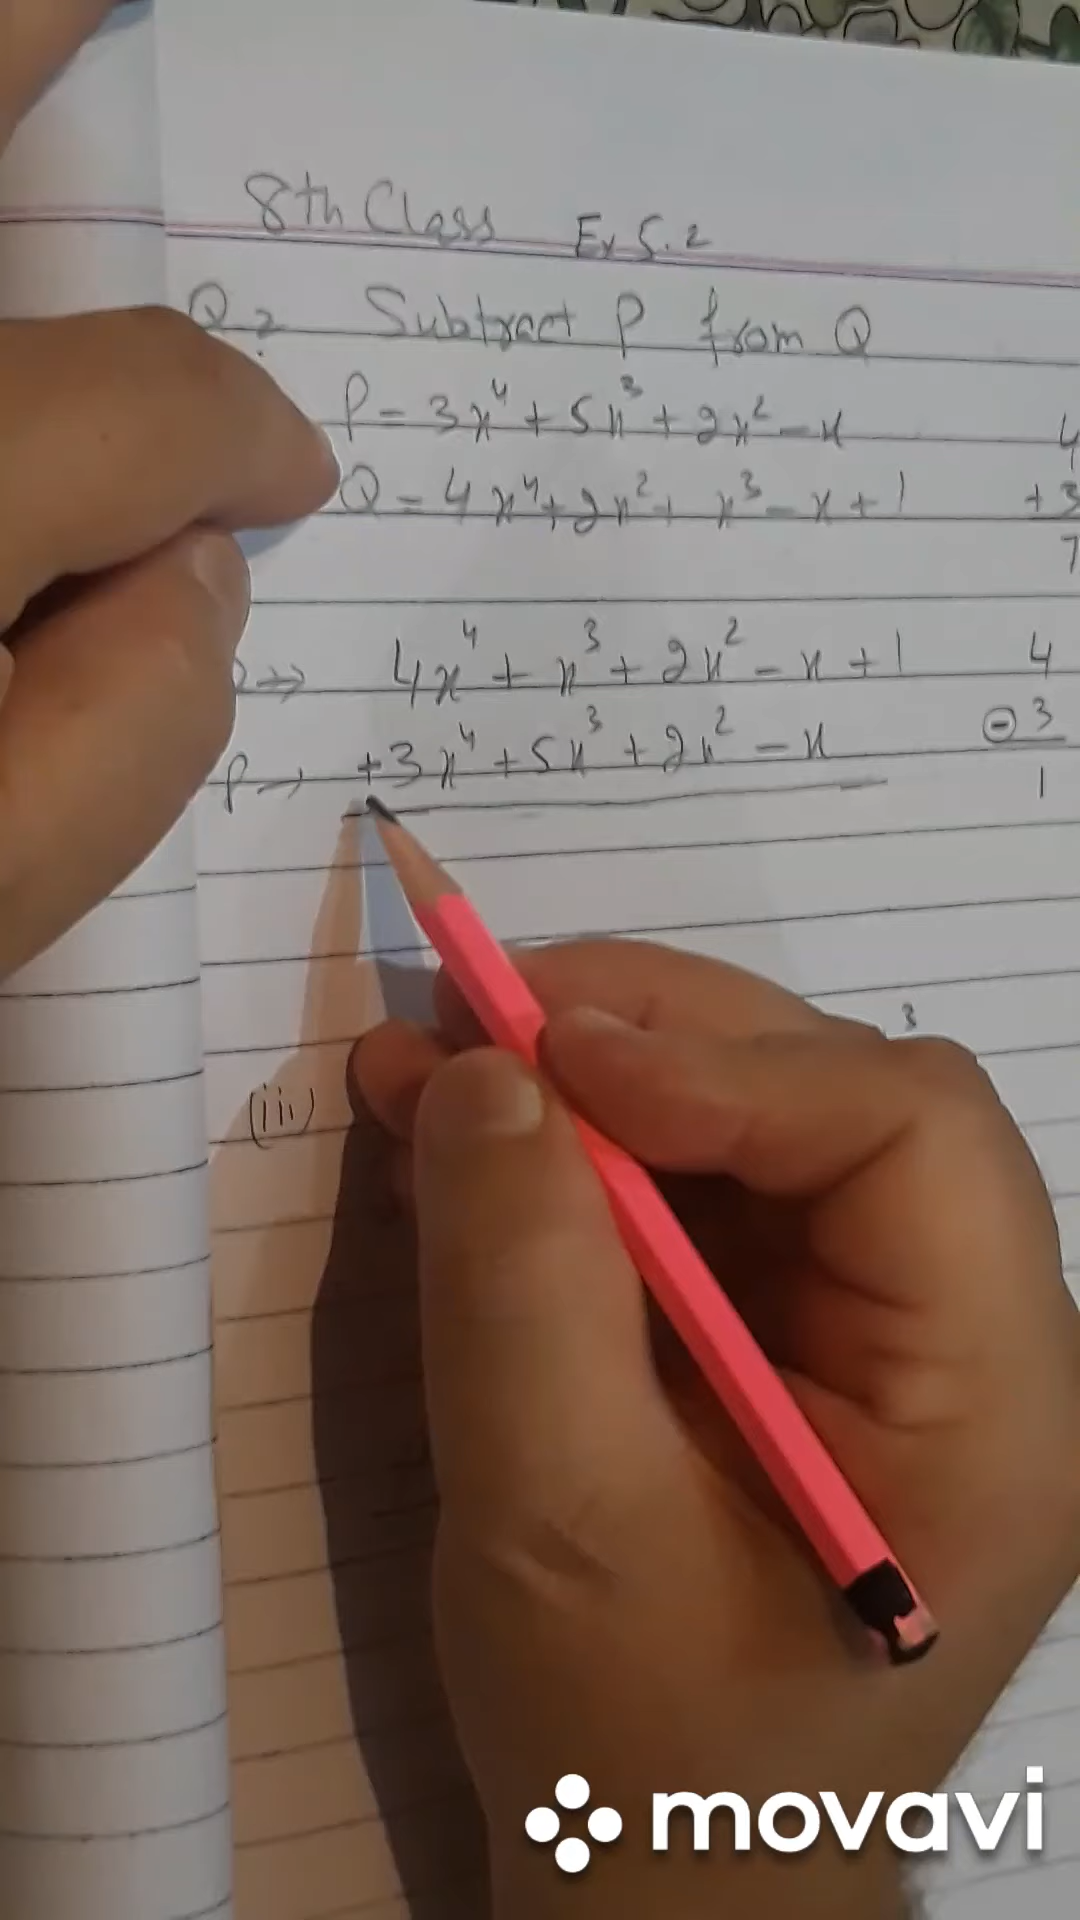 8th Class Ex 5.2
Q 2 Subtract P from Q
P = 3x⁴ + 5x³ + 2x² - x 4
Q = 4x⁴ + 2x² + x³ - x + 1 + 3
7
→ 4x⁴ + x³ + 2x² - x + 1 4
P → +3x⁴ + 5x³ + 2x² - x ⊖ 3
1
3
(iii)
movavi